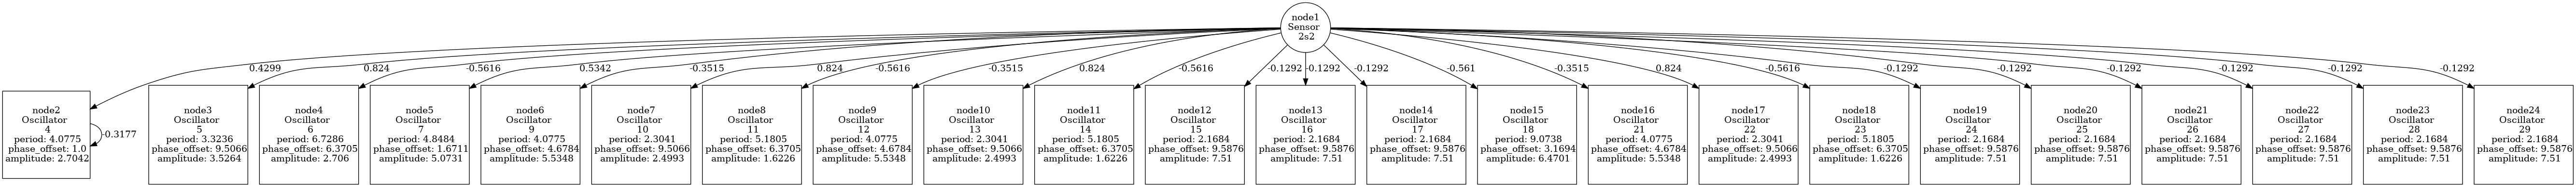 node1
Sensor
2s2
0.4299
0.824
-0.5616
0.5342
-0.3515
0.824
-0.5616
-0.3515
0.824
-0.5616
-0.1292
-0.1292
-0.1292
-0.561
-0.3515
0.824
-0.5616
-0.1292
-0.1292
-0.1292
-0.1292
-0.1292
-0.1292
node2
Oscillator
4
period: 4.0775
phase_offset: 1.0
amplitude: 2.7042
-0.3177
node3
Oscillator
5
period: 3.3236
phase_offset: 9.5066
amplitude: 3.5264
node4
Oscillator
6
period: 6.7286
phase_offset: 6.3705
amplitude: 2.706
node5
Oscillator
7
period: 4.8484
phase_offset: 1.6711
amplitude: 5.0731
node6
Oscillator
9
period: 4.0775
phase_offset: 4.6784
amplitude: 5.5348
node7
Oscillator
10
period: 2.3041
phase_offset: 9.5066
amplitude: 2.4993
node8
Oscillator
11
period: 5.1805
phase_offset: 6.3705
amplitude: 1.6226
node9
Oscillator
12
period: 4.0775
phase_offset: 4.6784
amplitude: 5.5348
node10
Oscillator
13
period: 2.3041
phase_offset: 9.5066
amplitude: 2.4993
node11
Oscillator
14
period: 5.1805
phase_offset: 6.3705
amplitude: 1.6226
node12
Oscillator
15
period: 2.1684
phase_offset: 9.5876
amplitude: 7.51
node13
Oscillator
16
period: 2.1684
phase_offset: 9.5876
amplitude: 7.51
node14
Oscillator
17
period: 2.1684
phase_offset: 9.5876
amplitude: 7.51
node15
Oscillator
18
period: 9.0738
phase_offset: 3.1694
amplitude: 6.4701
node16
Oscillator
21
period: 4.0775
phase_offset: 4.6784
amplitude: 5.5348
node17
Oscillator
22
period: 2.3041
phase_offset: 9.5066
amplitude: 2.4993
node18
Oscillator
23
period: 5.1805
phase_offset: 6.3705
amplitude: 1.6226
node19
Oscillator
24
period: 2.1684
phase_offset: 9.5876
amplitude: 7.51
node20
Oscillator
25
period: 2.1684
phase_offset: 9.5876
amplitude: 7.51
node21
Oscillator
26
period: 2.1684
phase_offset: 9.5876
amplitude: 7.51
node22
Oscillator
27
period: 2.1684
phase_offset: 9.5876
amplitude: 7.51
node23
Oscillator
28
period: 2.1684
phase_offset: 9.5876
amplitude: 7.51
node24
Oscillator
29
period: 2.1684
phase_offset: 9.5876
amplitude: 7.51